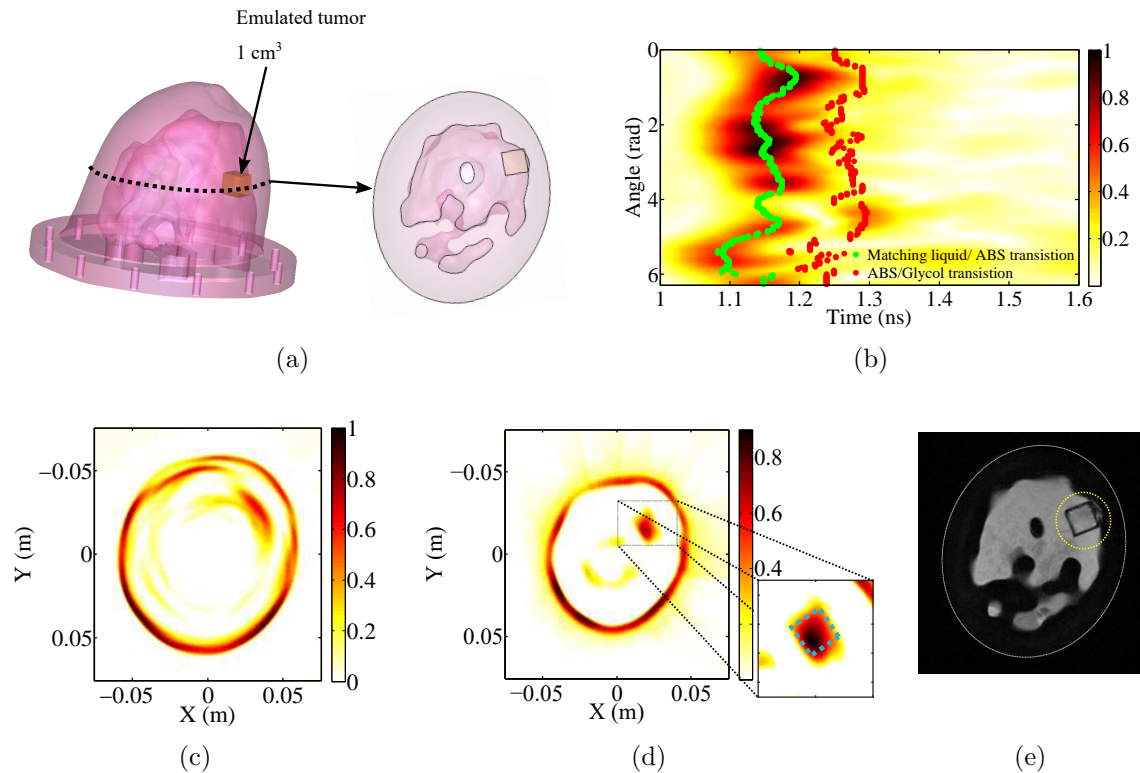 Emulated tumor
1 cm³
(a)
0
2
4
6
Angle (rad)
1
1.1
1.2
1.3
1.4
1.5
1.6
Time (ns)
Matching liquid/ ABS transistion
ABS/Glycol transistion
1
0.8
0.6
0.4
0.2
(b)
−0.05
0
0.05
Y (m)
−0.05
0
0.05
X (m)
1
0.8
0.6
0.4
0.2
0
(c)
−0.05
0
0.05
Y (m)
−0.05
0
0.05
X (m)
0.8
0.6
0.4
(d)
(e)